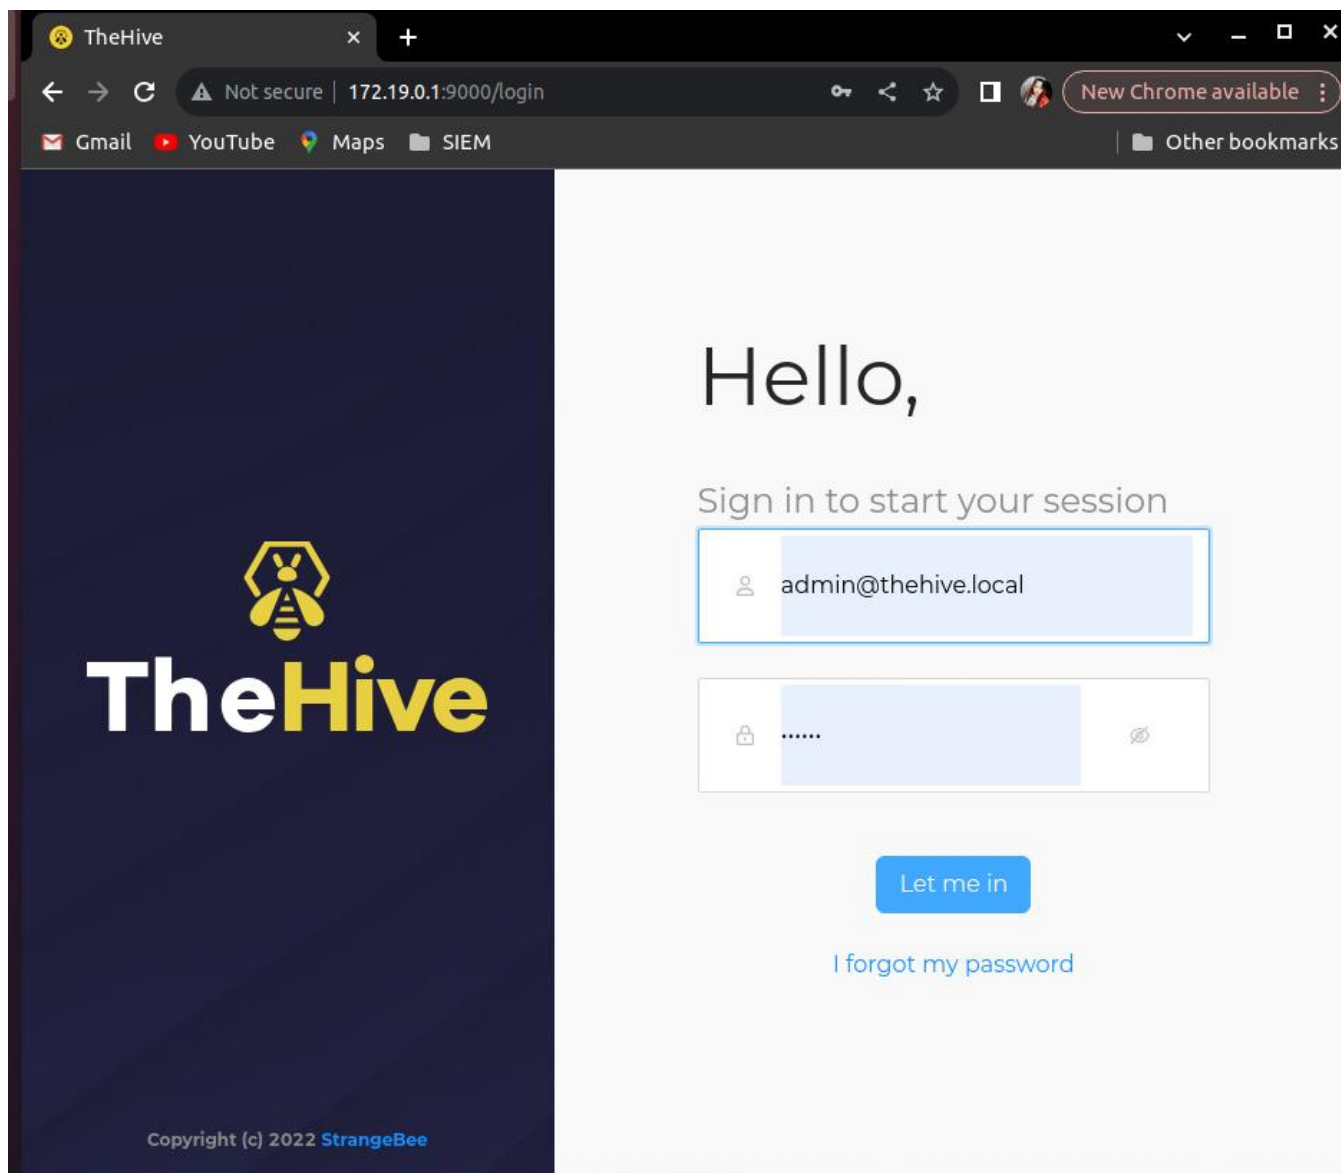 TheHive
Not secure | 172.19.0.1:9000/login
New Chrome available
Gmail YouTube Maps SIEM
Other bookmarks
TheHive
Copyright (c) 2022 StrangeBee
Hello,
Sign in to start your session
admin@thehive.local
••••••
Let me in
I forgot my password